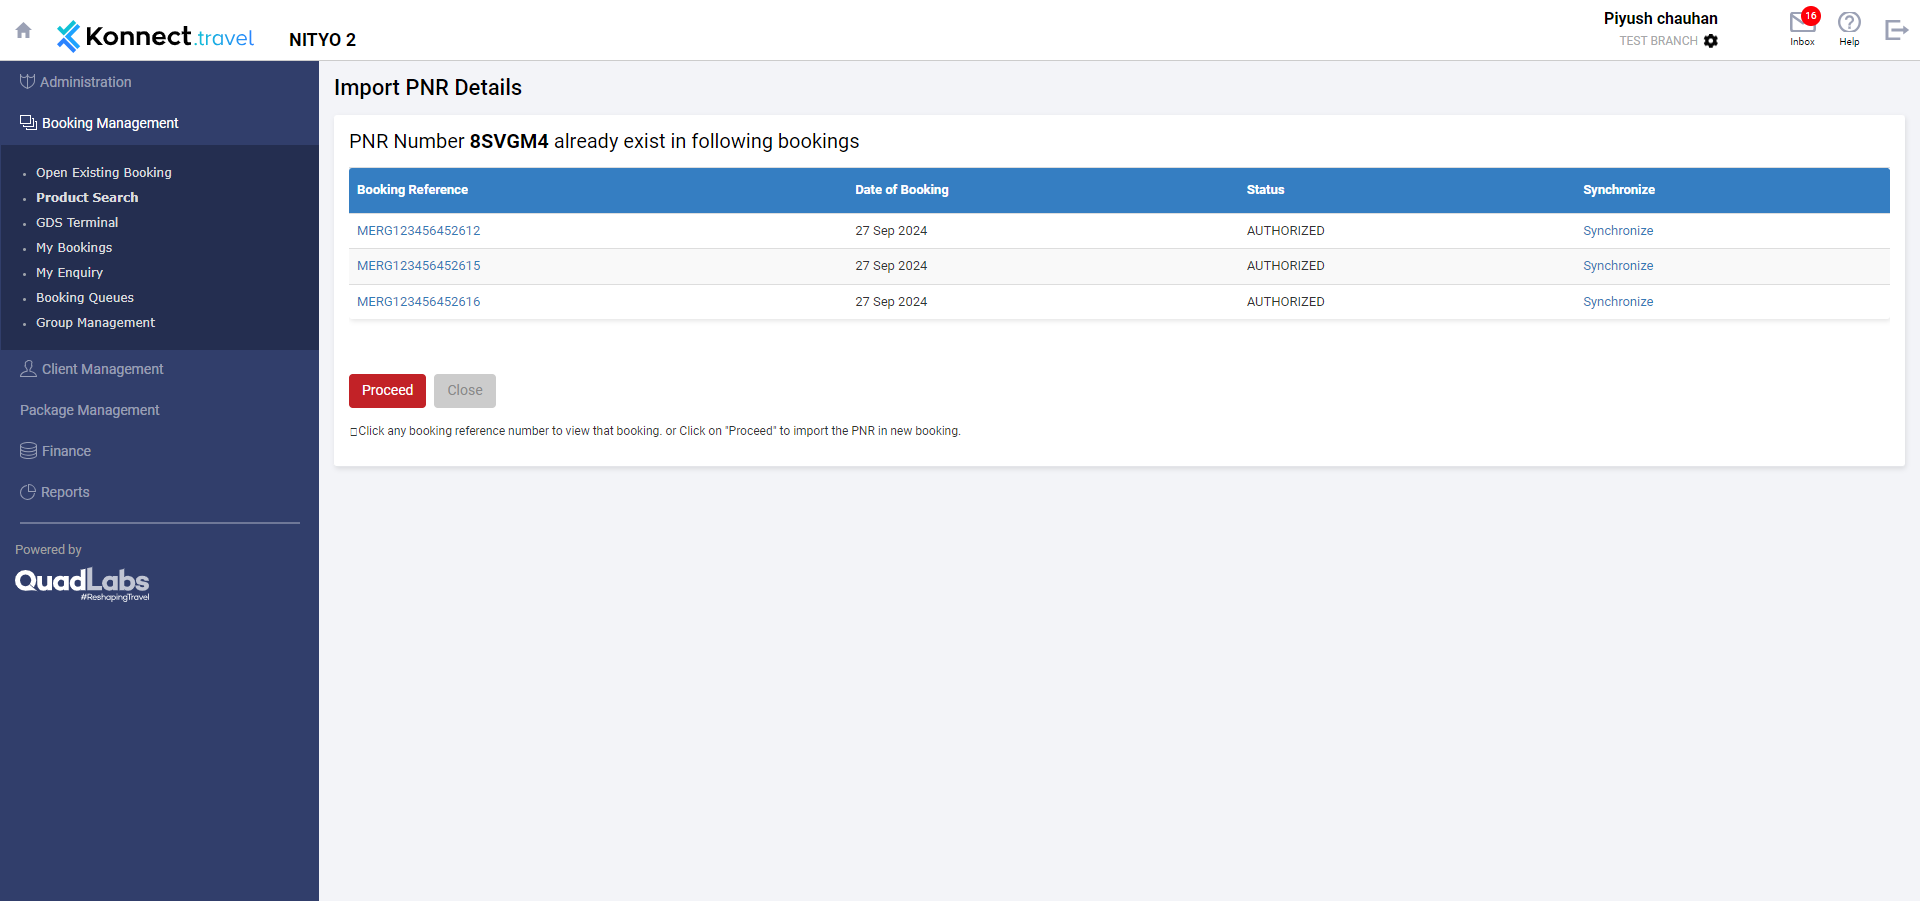 Konnect.travel
NITYO 2
Piyush chauhan
TEST BRANCH
16
Inbox
Help
Administration
Booking Management
Open Existing Booking
Product Search
GDS Terminal
My Bookings
My Enquiry
Booking Queues
Group Management
Client Management
Package Management
Finance
Reports
Powered by
QuadLabs
#ReshapingTravel
Import PNR Details
PNR Number 8SVGM4 already exist in following bookings
Booking Reference Date of Booking Status Synchronize
MERG123456452612 27 Sep 2024 AUTHORIZED Synchronize
MERG123456452615 27 Sep 2024 AUTHORIZED Synchronize
MERG123456452616 27 Sep 2024 AUTHORIZED Synchronize
Proceed Close
Click any booking reference number to view that booking. or Click on "Proceed" to import the PNR in new booking.